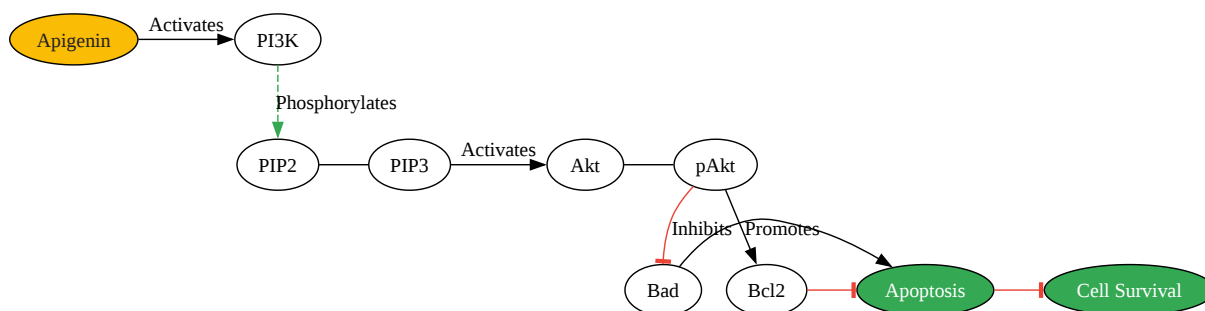 Apigenin
Activates
PI3K
Phosphorylates
PIP2
PIP3
Activates
Akt
pAkt
Inhibits
Promotes
Bad
Bcl2
Apoptosis
Cell Survival